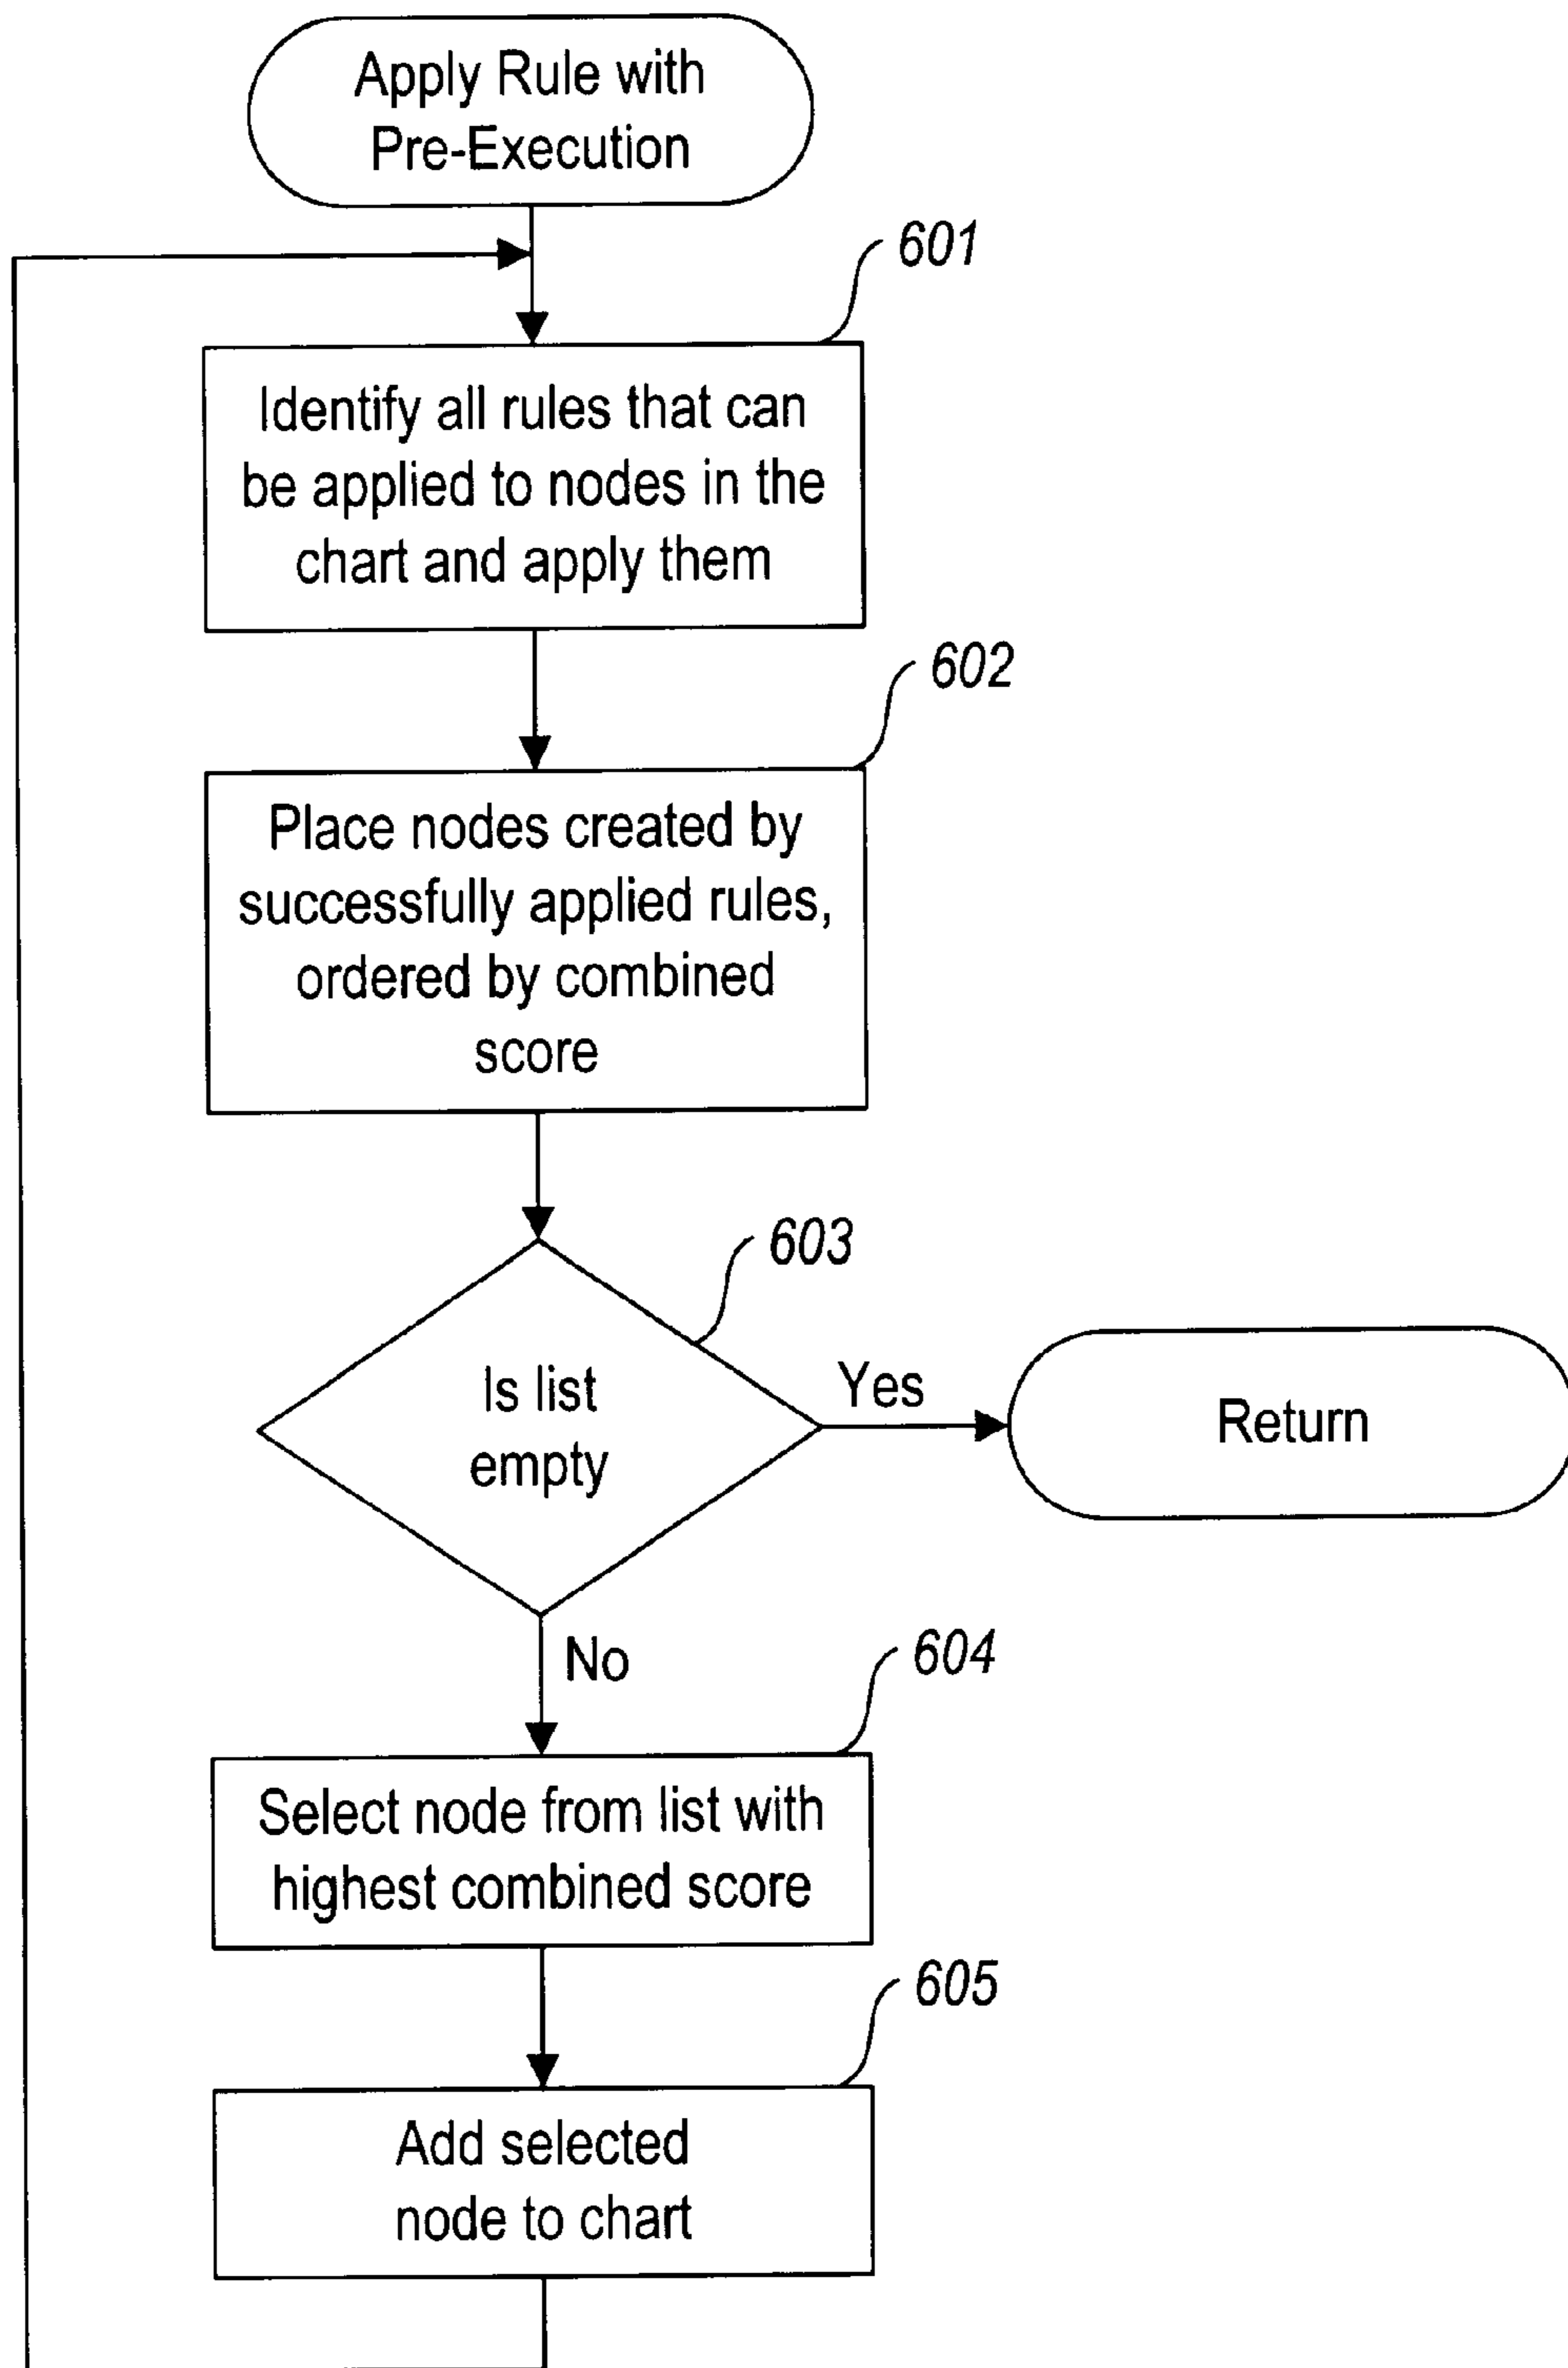 Apply Rule with
Pre-Execution
601
Identify all rules that can
be applied to nodes in the
chart and apply them
602
Place nodes created by
successfully applied rules,
ordered by combined
score
603
Is list
empty
Yes
Return
No
604
Select node from list with
highest combined score
605
Add selected
node to chart